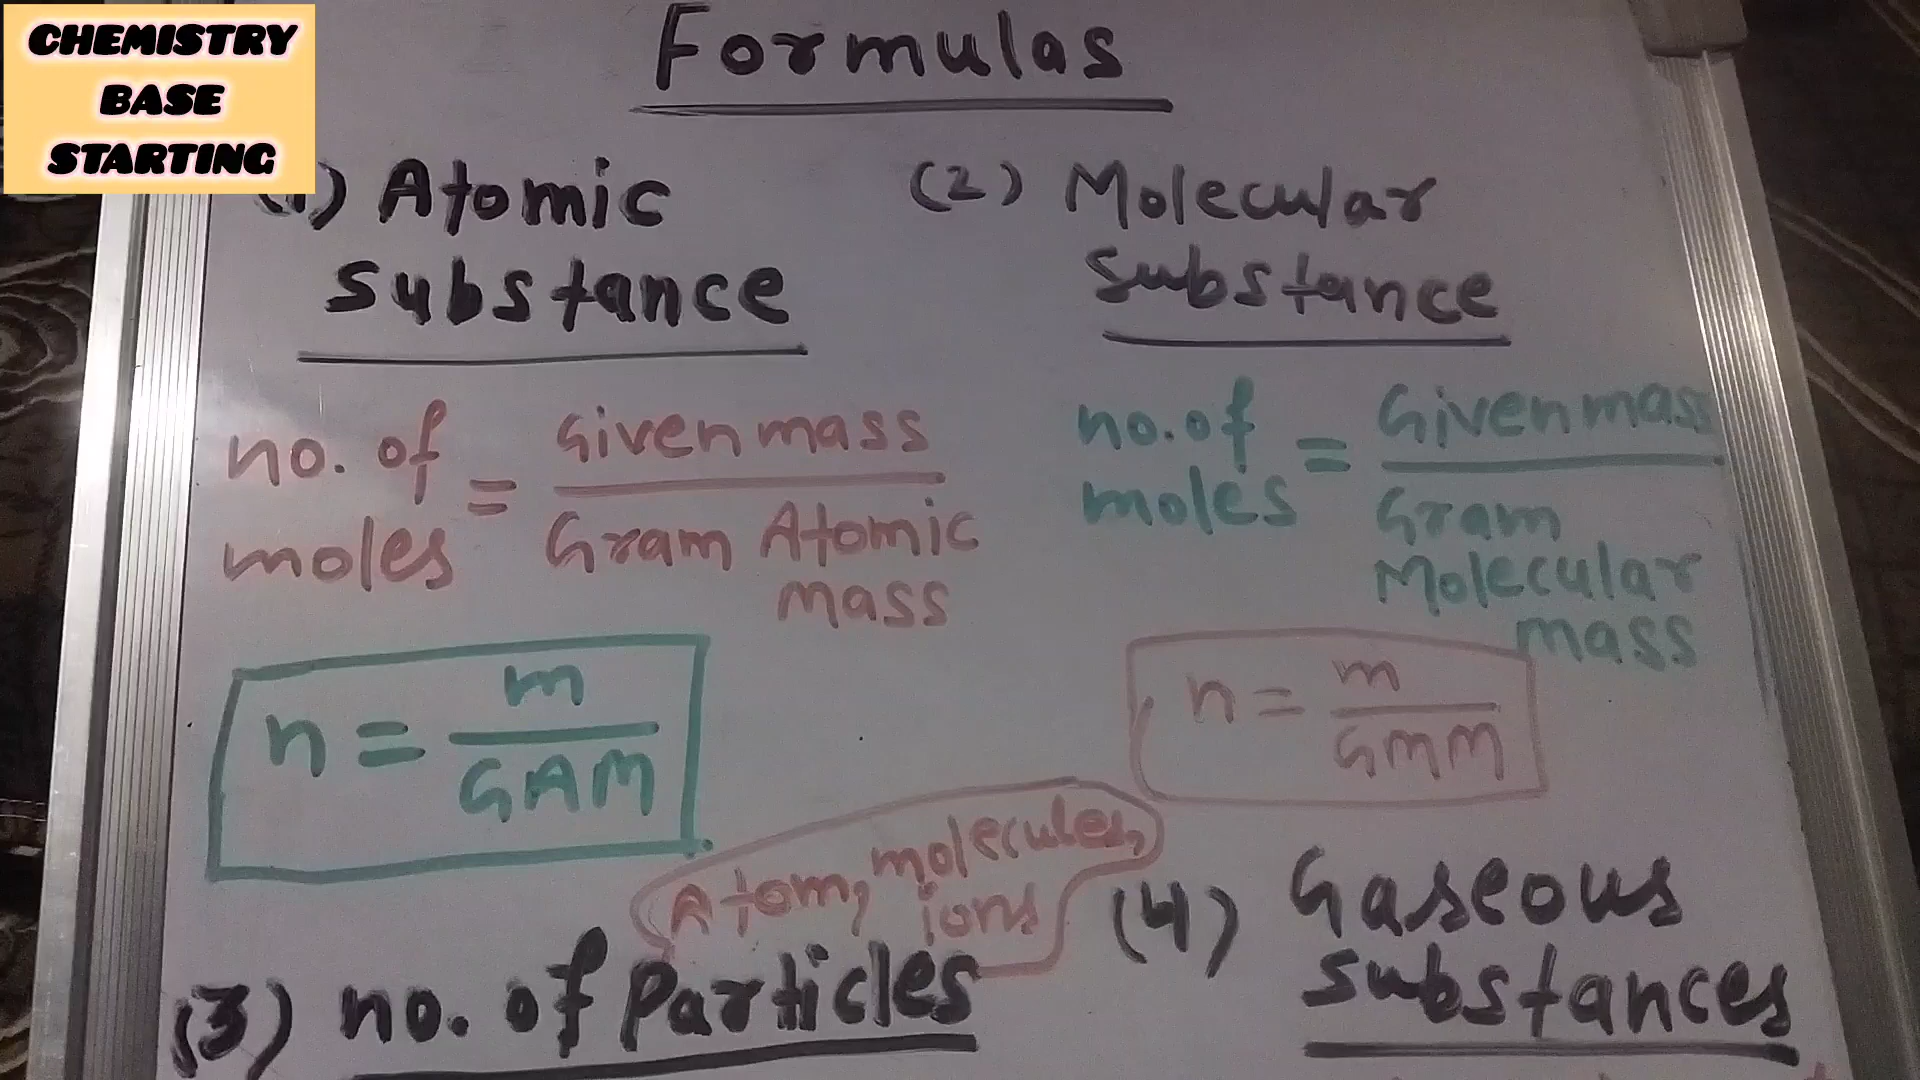 CHEMISTRY
BASE
STARTING
Formulas
(1) Atomic
substance
no. of
moles = Given mass
Gram Atomic
mass
n = m
GAM
(2) Molecular
substance
no. of
moles = Given mass
Gram
Molecular
mass
n = m
GMM
Atom, molecules,
ions
(3) no. of Particles
(4) Gaseous
substances